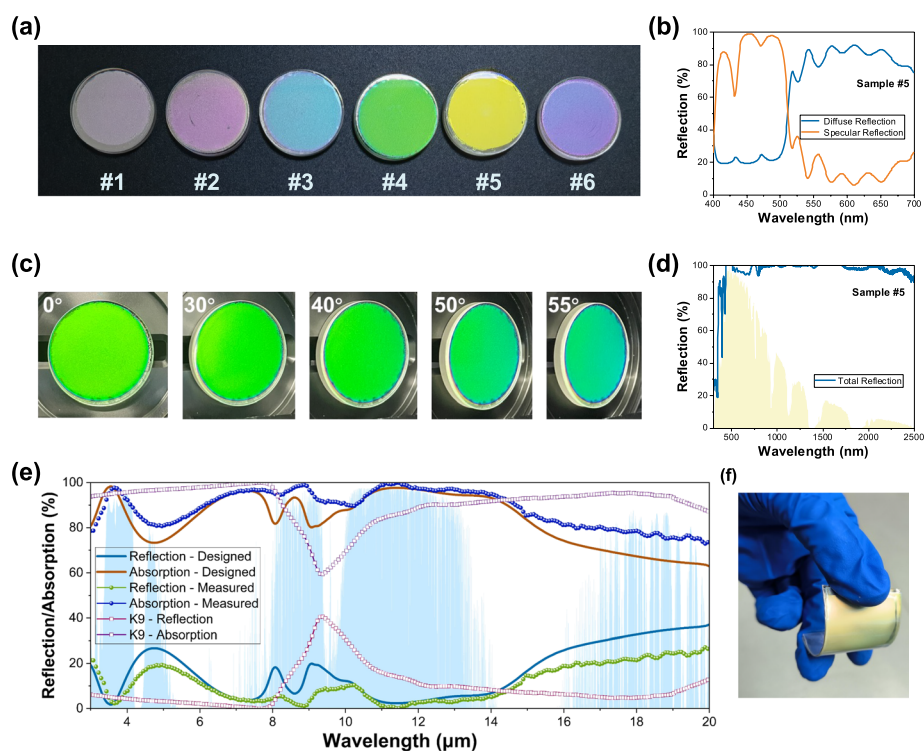 (a)
#1 #2 #3 #4 #5 #6
(b)
100
80
60
40
20
0
Reflection (%)
Sample #5
Diffuse Reflection
Specular Reflection
400 450 500 550 600 650 700
Wavelength (nm)
(c)
0° 30° 40° 50° 55°
(d)
100
80
60
40
20
0
Reflection (%)
Sample #5
Total Reflection
500 1000 1500 2000 2500
Wavelength (nm)
(e)
100
80
60
40
20
0
Reflection/Absorption (%)
Reflection - Designed
Absorption - Designed
Reflection - Measured
Absorption - Measured
K9 - Reflection
K9 - Absorption
4 6 8 10 12 14 16 18 20
Wavelength (μm)
(f)